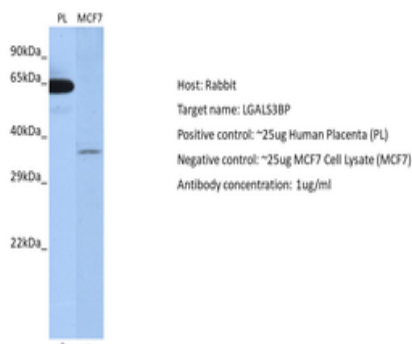 PL MCF7
90kDa_
65kDa_
40kDa_
29kDa_
22kDa_
Host: Rabbit
Target name: LGALS3BP
Positive control: ~25ug Human Placenta (PL)
Negative control: ~25ug MCF7 Cell Lysate (MCF7)
Antibody concentration: 1ug/ml